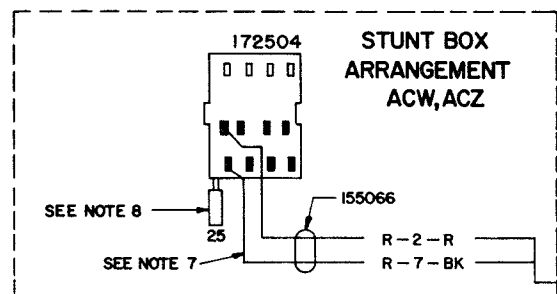 172504
STUNT BOX
ARRANGEMENT
ACW, ACZ
SEE NOTE 8
25
155066
SEE NOTE 7
R-2-R
R-7-BK